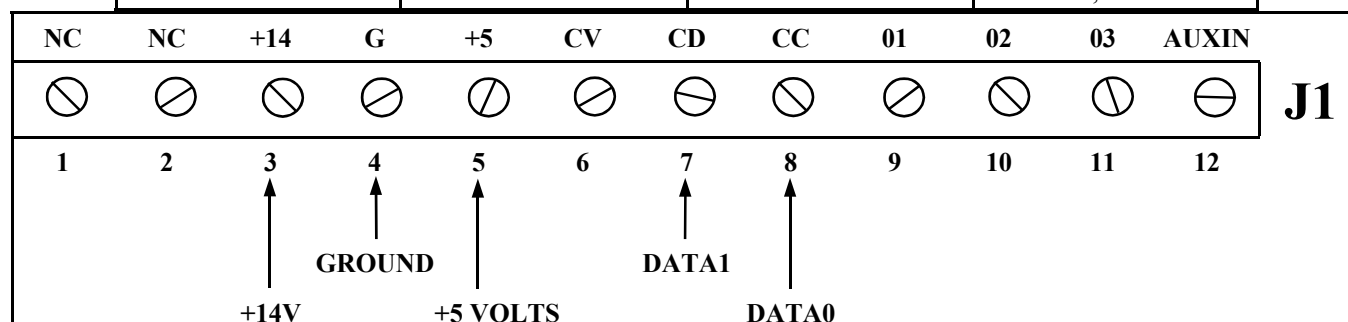 NC NC +14 G +5 CV CD CC 01 02 03 AUXIN
J1
1 2 3 4 5 6 7 8 9 10 11 12
GROUND DATA1
+14V +5 VOLTS DATA0